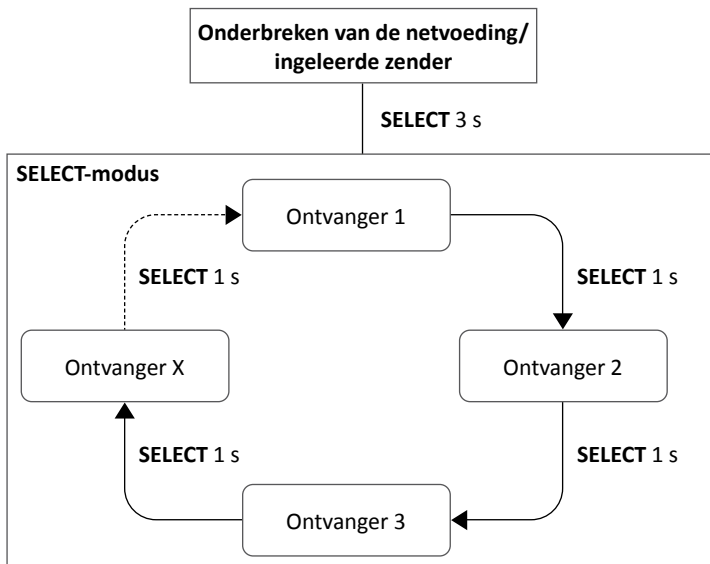 Onderbreken van de netvoeding/
ingeleerde zender
SELECT 3 s
SELECT-modus
Ontvanger 1
SELECT 1 s
SELECT 1 s
Ontvanger X
Ontvanger 2
SELECT 1 s
SELECT 1 s
Ontvanger 3